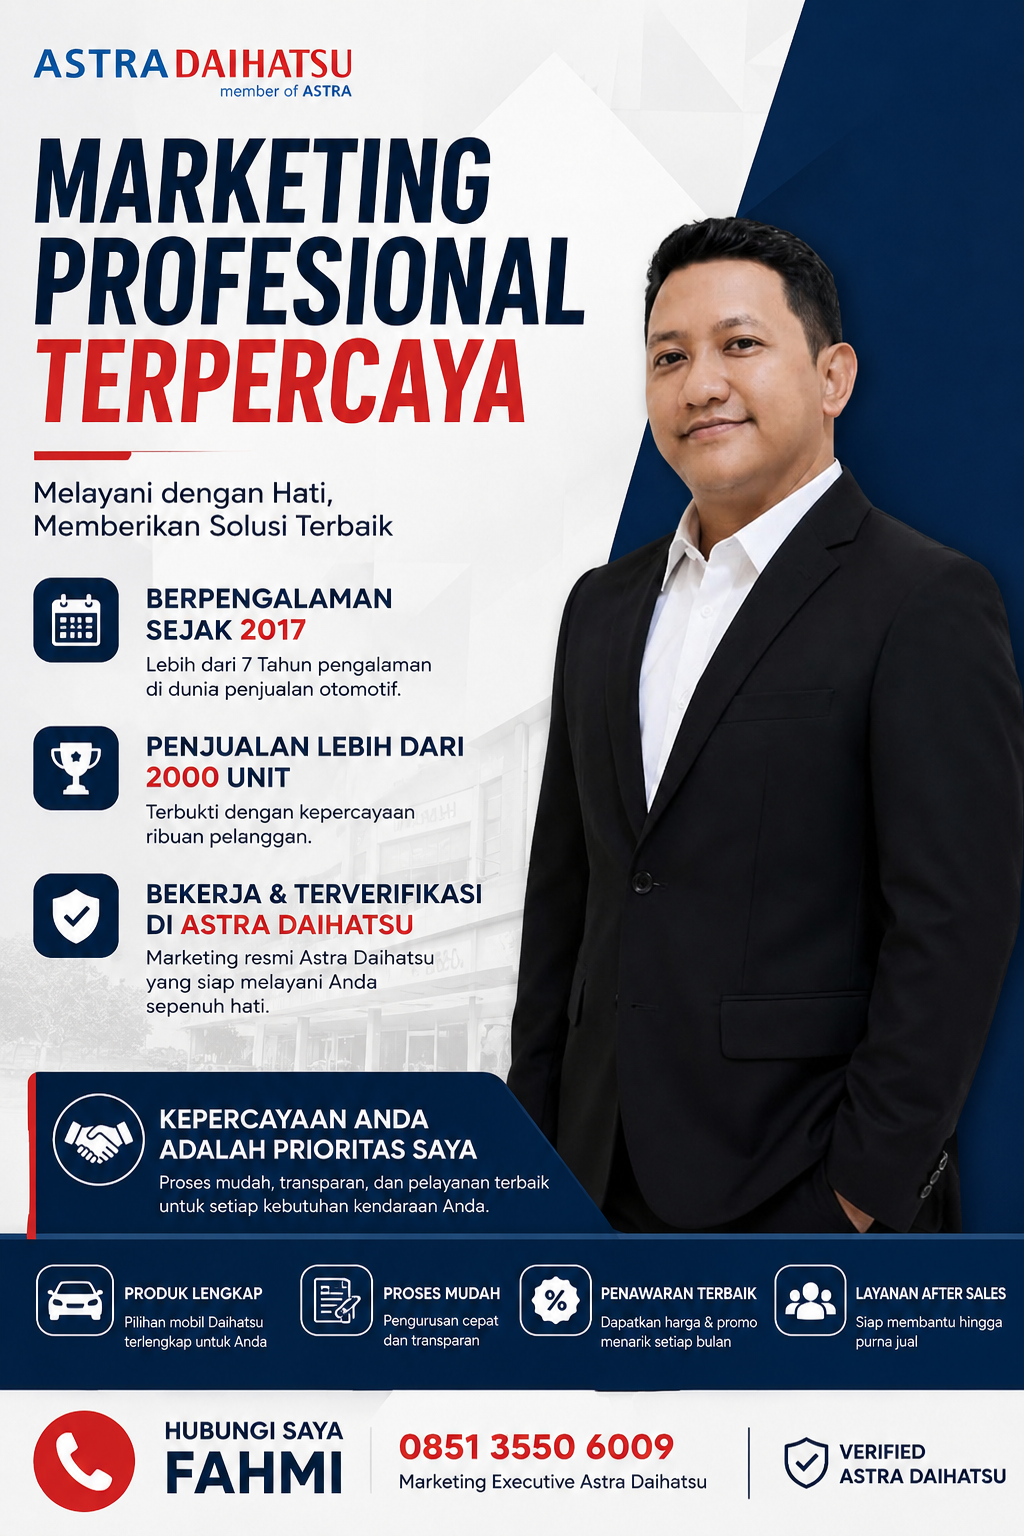 ASTRA DAIHATSU
member of ASTRA
MARKETING
PROFESIONAL
TERPERCAYA
Melayani dengan Hati,
Memberikan Solusi Terbaik
BERPENGALAMAN
SEJAK 2017
Lebih dari 7 Tahun pengalaman
di dunia penjualan otomotif.
PENJUALAN LEBIH DARI
2000 UNIT
Terbukti dengan kepercayaan
ribuan pelanggan.
BEKERJA & TERVERIFIKASI
DI ASTRA DAIHATSU
Marketing resmi Astra Daihatsu
yang siap melayani Anda
sepenuh hati.
KEPERCAYAAN ANDA
ADALAH PRIORITAS SAYA
Proses mudah, transparan, dan pelayanan terbaik
untuk setiap kebutuhan kendaraan Anda.
PRODUK LENGKAP
Pilihan mobil Daihatsu
terlengkap untuk Anda
PROSES MUDAH
Pengurusan cepat
dan transparan
%
PENAWARAN TERBAIK
Dapatkan harga & promo
menarik setiap bulan
LAYANAN AFTER SALES
Siap membantu hingga
purna jual
HUBUNGI SAYA
FAHMI
0851 3550 6009
Marketing Executive Astra Daihatsu
VERIFIED
ASTRA DAIHATSU